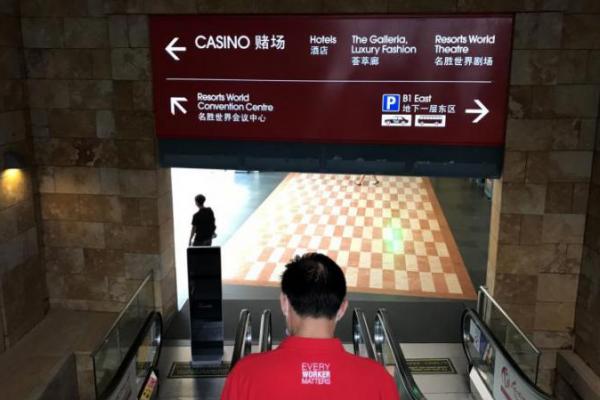 CASINO 赌场
Hotels
酒店
The Galleria,
Luxury Fashion
荟萃廊
Resorts World
Theatre
名胜世界剧场
Resorts World
Convention Centre
名胜世界会议中心
P B1 East
地下一层东区
EVERY
WORKER
MATTERS